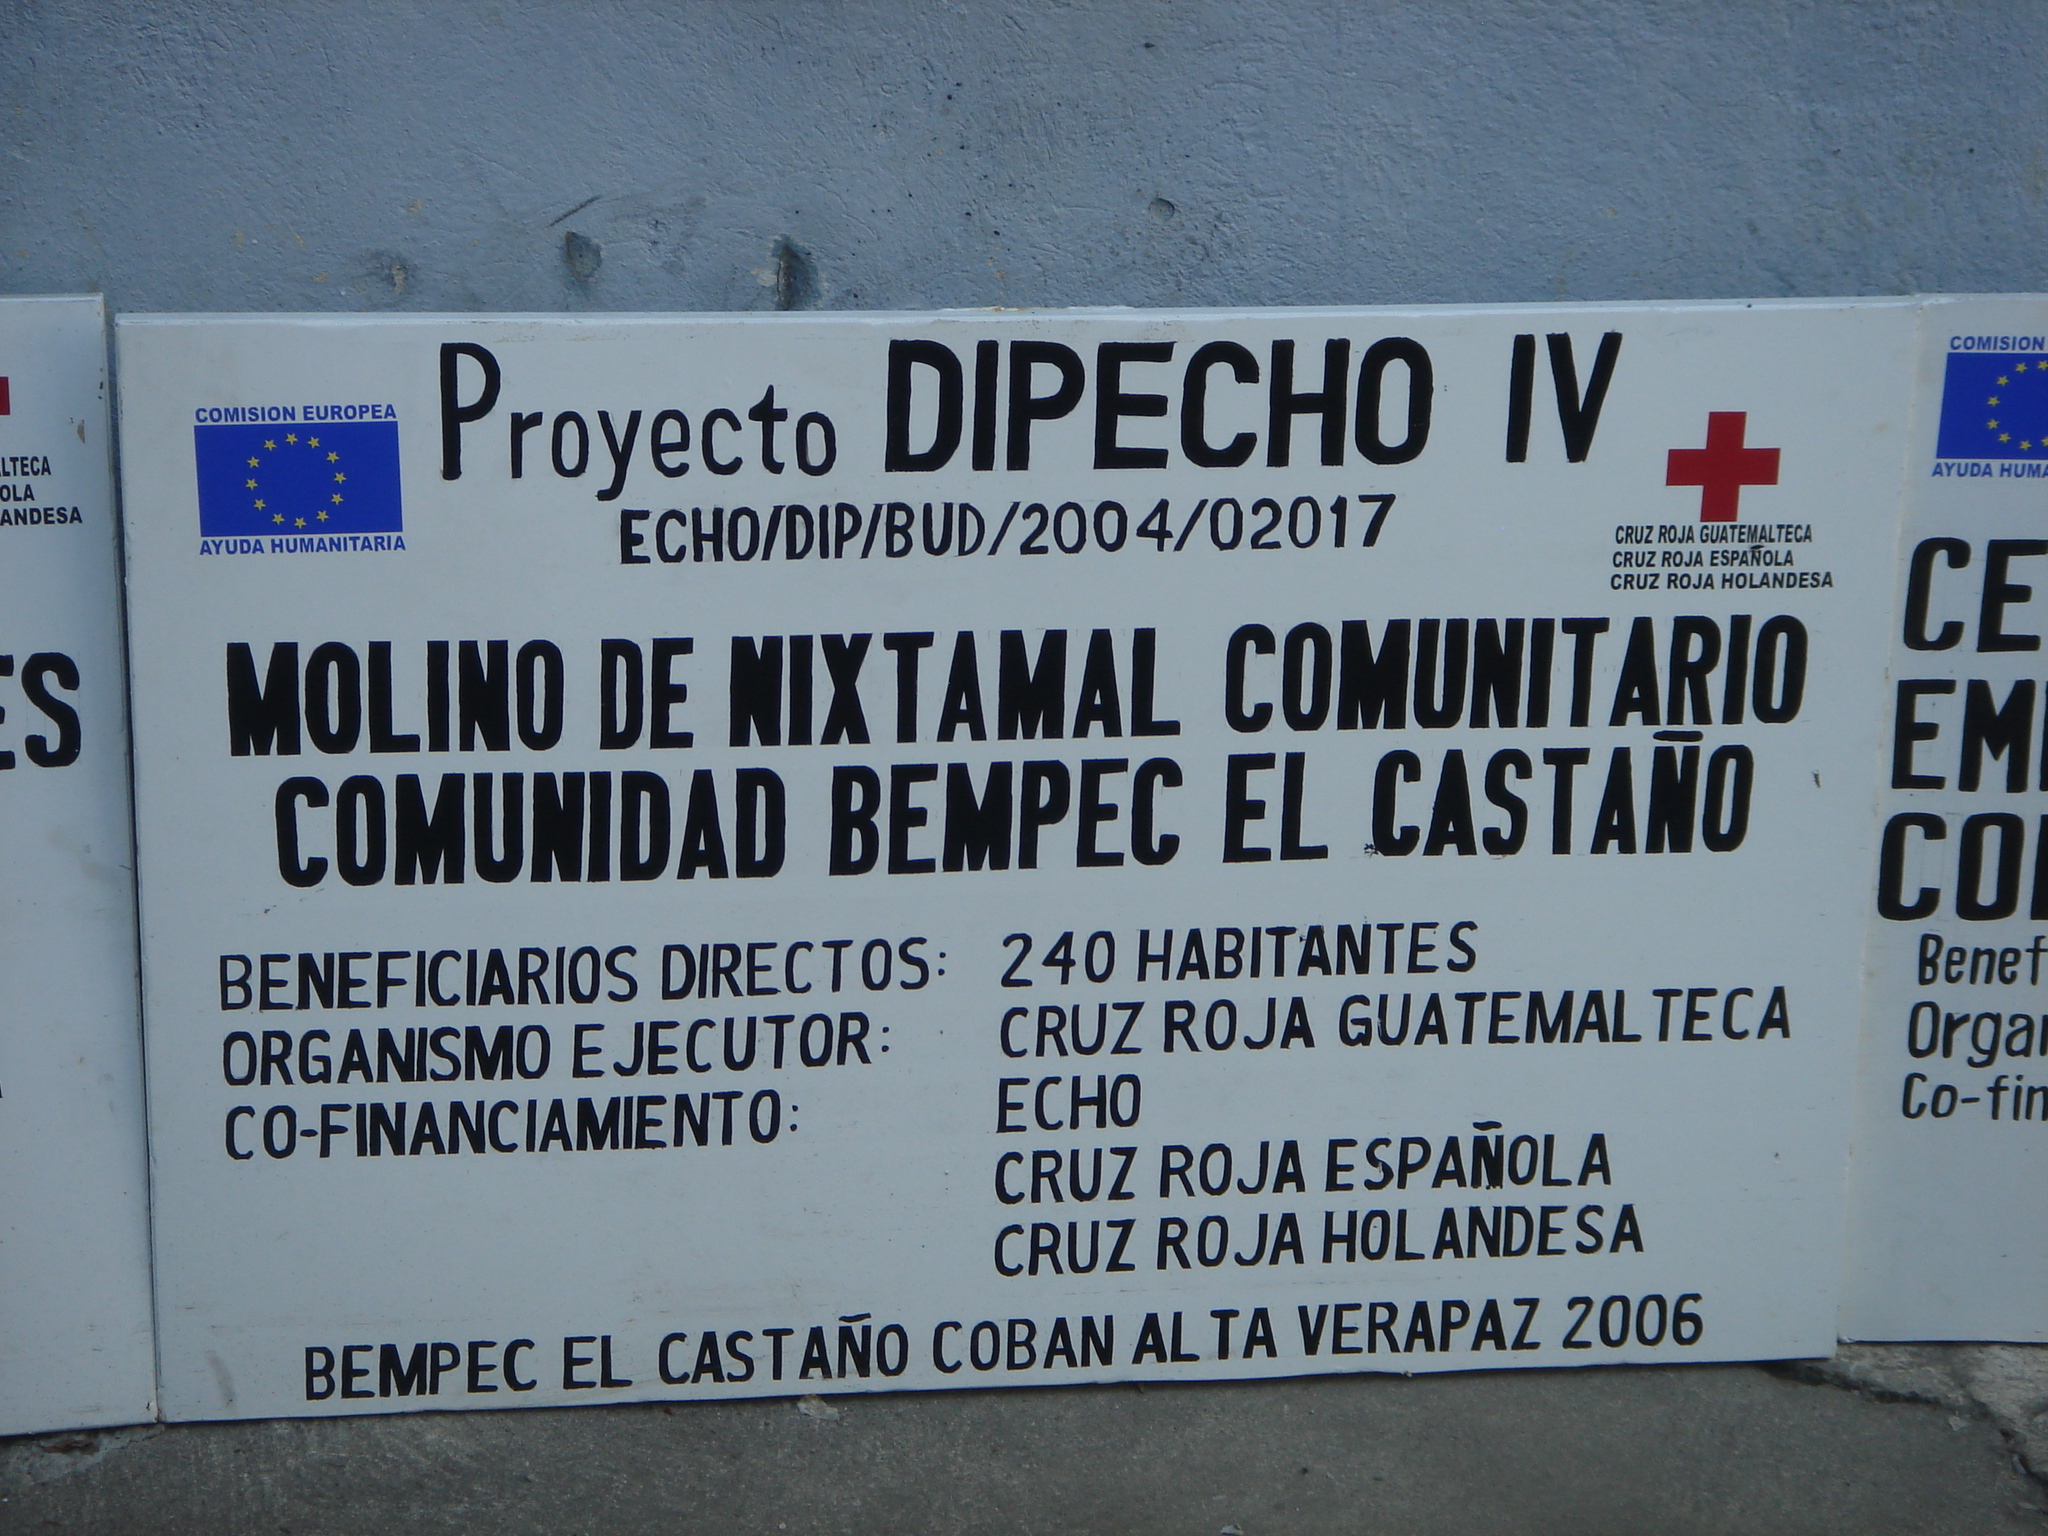 COMISION EUROPEA
AYUDA HUMANITARIA
Proyecto DIPECHO IV
ECHO/DIP/BUD/2004/02017
CRUZ ROJA GUATEMALTECA
CRUZ ROJA ESPAÑOLA
CRUZ ROJA HOLANDESA
MOLINO DE NIXTAMAL COMUNITARIO
COMUNIDAD BEMPEC EL CASTAÑO
BENEFICIARIOS DIRECTOS: 240 HABITANTES
ORGANISMO EJECUTOR: CRUZ ROJA GUATEMALTECA
CO-FINANCIAMIENTO: ECHO
CRUZ ROJA ESPAÑOLA
CRUZ ROJA HOLANDESA
BEMPEC EL CASTAÑO COBAN ALTA VERAPAZ 2006
COMISION
AYUDA